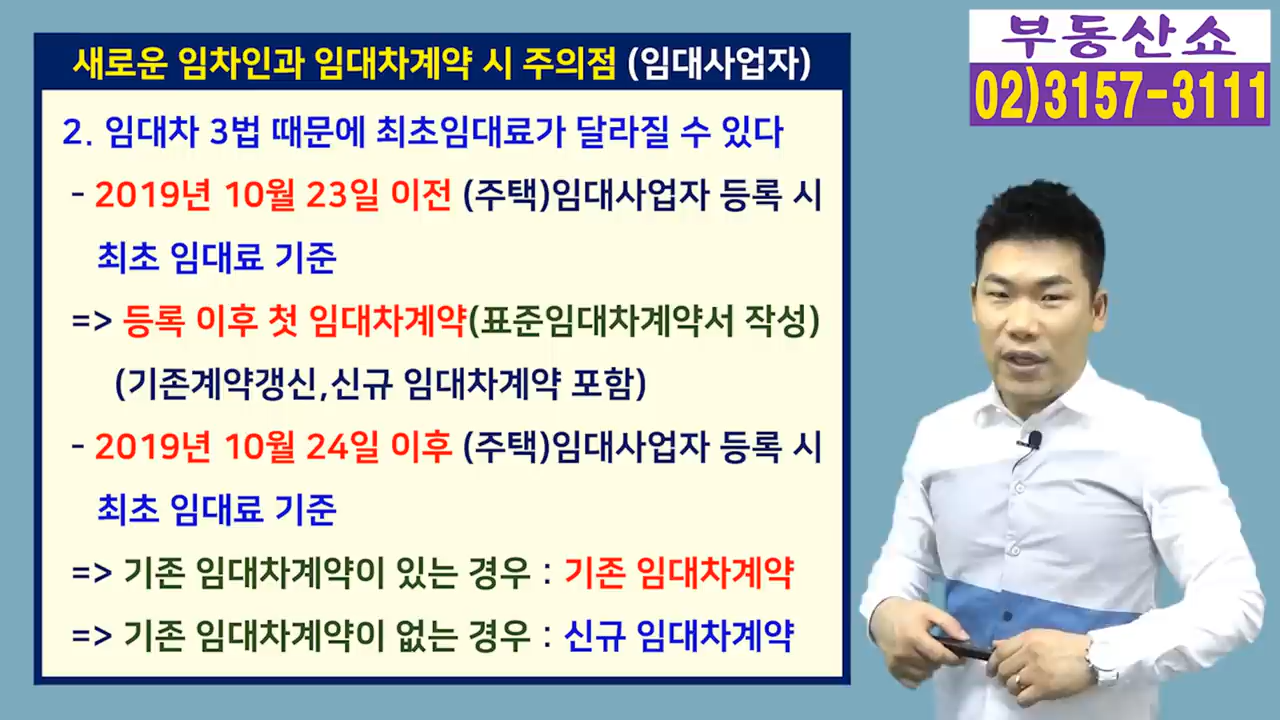 새로운 임차인과 임대차계약 시 주의점 (임대사업자)
부동산쇼
02)3157-3111
2. 임대차 3법 때문에 최초임대료가 달라질 수 있다
- 2019년 10월 23일 이전 (주택)임대사업자 등록 시
최초 임대료 기준
=> 등록 이후 첫 임대차계약(표준임대차계약서 작성)
(기존계약갱신,신규 임대차계약 포함)
- 2019년 10월 24일 이후 (주택)임대사업자 등록 시
최초 임대료 기준
=> 기존 임대차계약이 있는 경우 : 기존 임대차계약
=> 기존 임대차계약이 없는 경우 : 신규 임대차계약